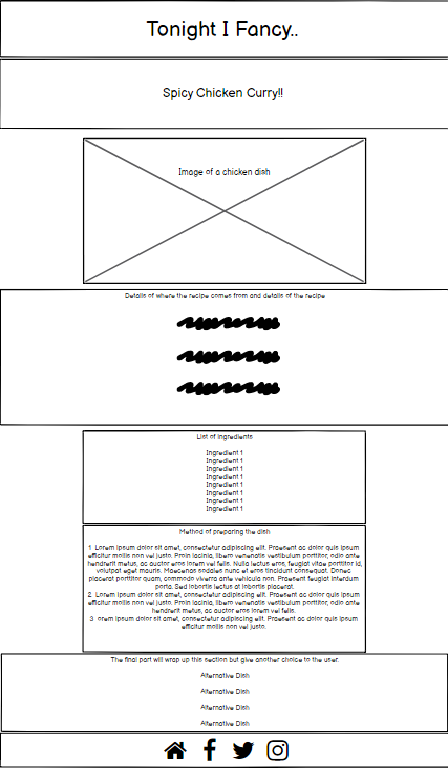 Tonight I Fancy..
Spicy Chicken Curry!!
Image of a chicken dish
Details of where the recipe comes from and details of the recipe
List of ingredients
Ingredient 1
Ingredient 1
Ingredient 1
Ingredient 1
Ingredient 1
Ingredient 1
Ingredient 1
Ingredient 1
Method of preparing the dish
1 Lorem ipsum dolor sit amet, consectetur adipiscing elit. Praesent ac dolor quis ipsum
efficitur mollis non vel justo. Proin lacinia, libero venenatis vestibulum porttitor, odio ante
hendrerit metus, ac auctor eros lorem vel felis. Nulla lectus eros, feugiat vitae porttitor id,
volutpat eget mauris. Maecenas sodales nunc et eros tincidunt consequat. Donec
placerat porttitor quam, commodo viverra ante vehicula non. Praesent feugiat interdum
porta. Sed lobortis lectus at lobortis placerat.
2 Lorem ipsum dolor sit amet, consectetur adipiscing elit. Praesent ac dolor quis ipsum
efficitur mollis non vel justo. Proin lacinia, libero venenatis vestibulum porttitor, odio ante
hendrerit metus, ac auctor eros lorem vel felis.
3 orem ipsum dolor sit amet, consectetur adipiscing elit. Praesent ac dolor quis ipsum
efficitur mollis non vel justo.
The final part will wrap up this section but give another choice to the user.
Alternative Dish
Alternative Dish
Alternative Dish
Alternative Dish